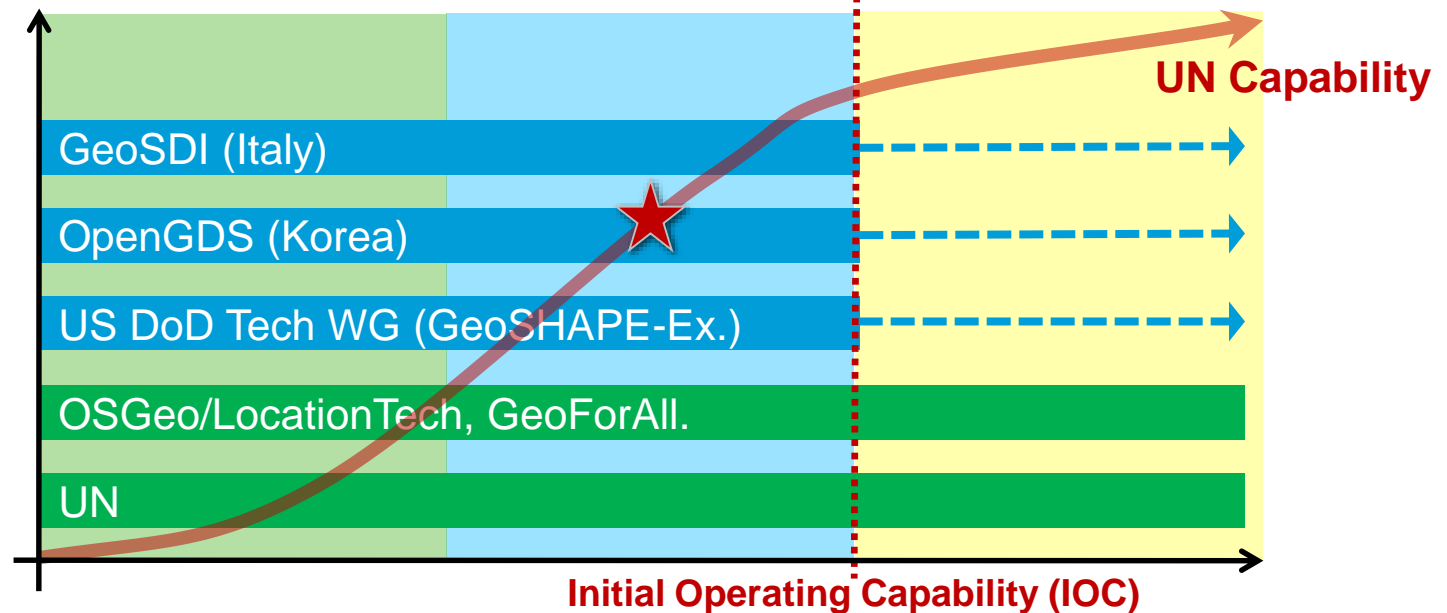 UN Capability
GeoSDI (Italy)
OpenGDS (Korea)
US DoD Tech WG (GeoSHAPE-Ex.)
OSGeo/LocationTech, GeoForAll.
UN
Initial Operating Capability (IOC)